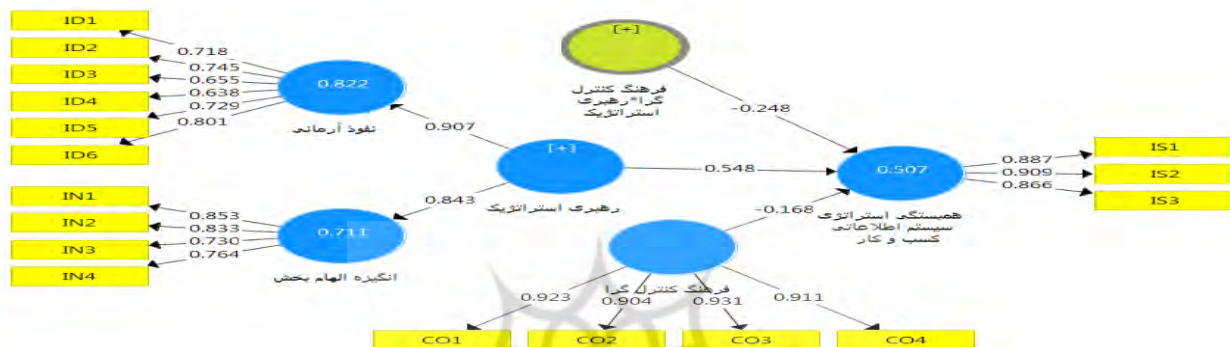 ID1
ID2
ID3
ID4
ID5
ID6
0.718
0.745
0.655
0.638
0.729
0.801
0.822
نفوذ آرمانی
0.907
[+]
فرهنگ کنترل
گرا*رهبری
استراتژیک
-0.248
[+]
رهبری استراتژیک
0.548
0.843
IN1
IN2
IN3
IN4
0.853
0.833
0.730
0.764
0.711
انگیزه الهام بخش
-0.168
فرهنگ کنترل گرا
0.923
0.904
0.931
0.911
CO1
CO2
CO3
CO4
0.507
همبستگی استراتژی
سیستم اطلاعاتی
کسب و کار
0.887
0.909
0.866
IS1
IS2
IS3